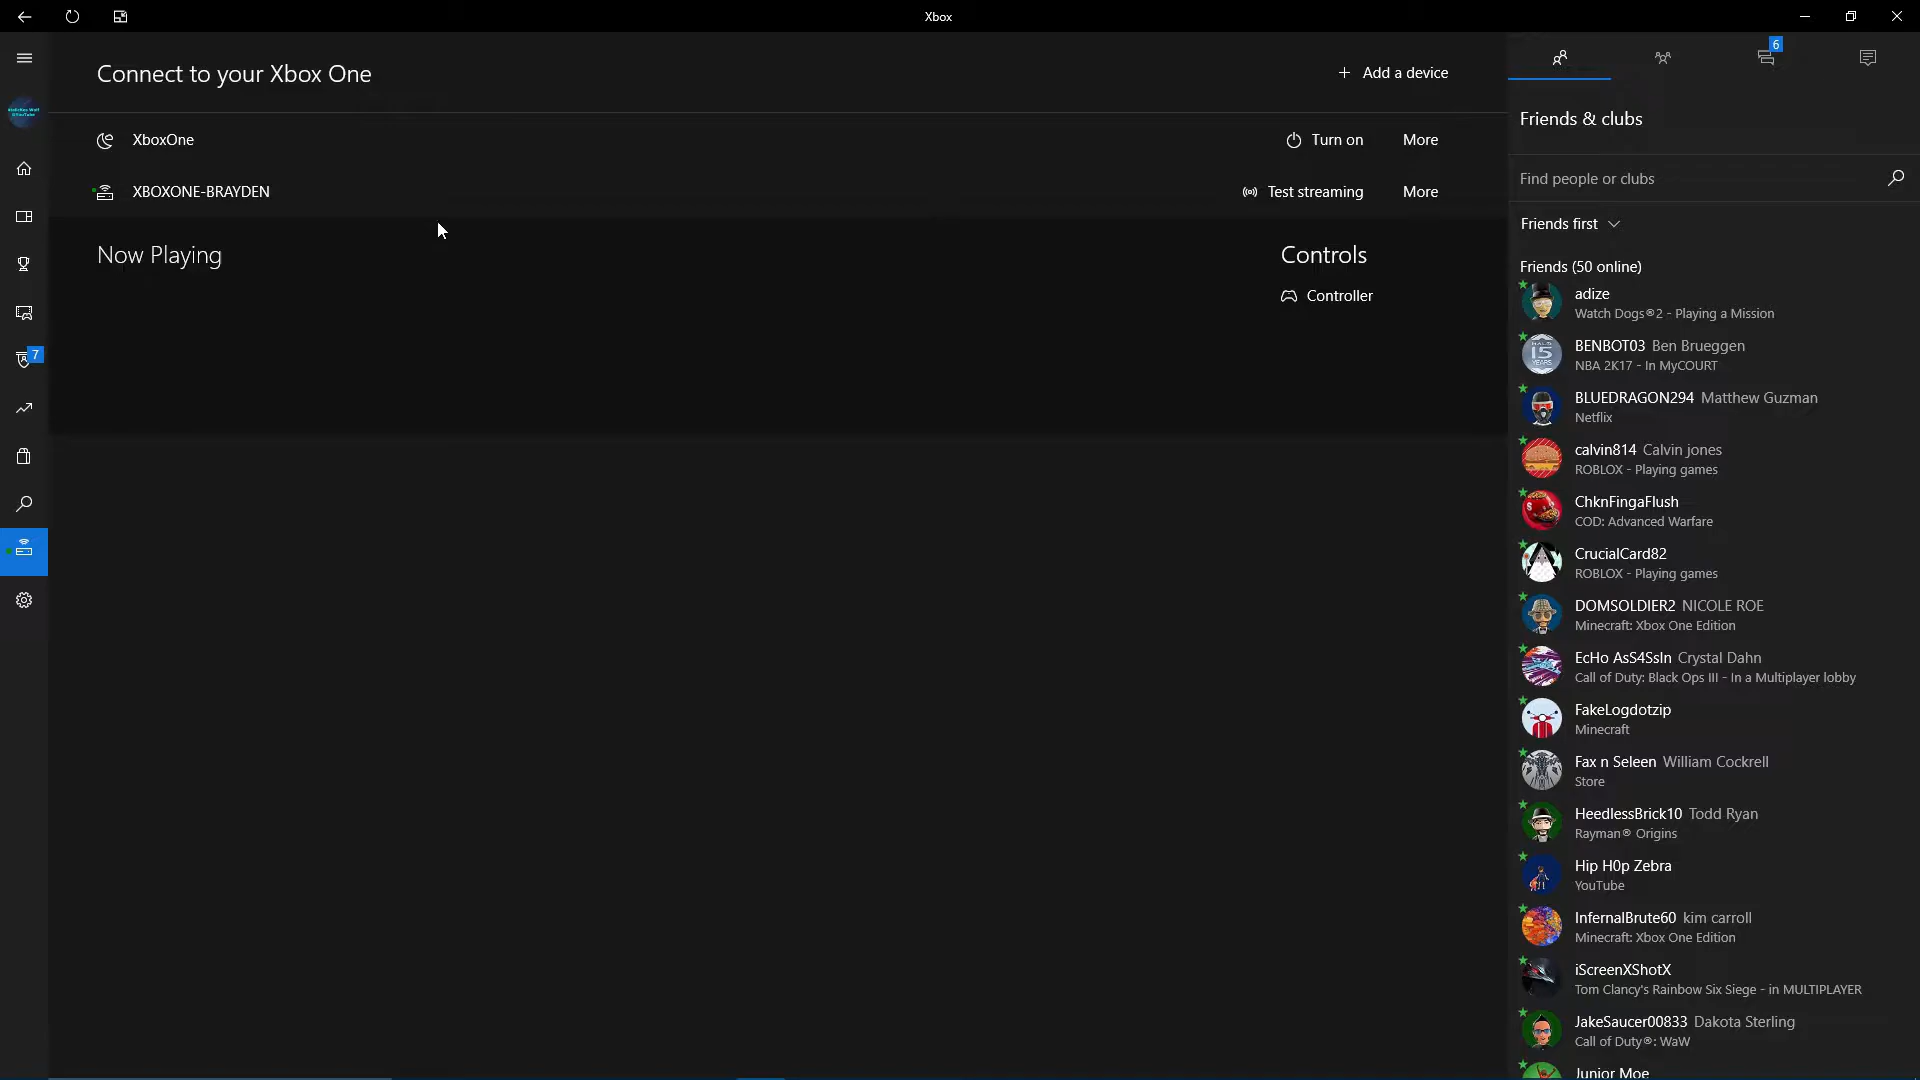 Xbox
Connect to your Xbox One
Add a device
XboxOne
Turn on
More
XBOXONE-BRAYDEN
Test streaming
More
Now Playing
Controls
Controller
7
6
Friends & clubs
Find people or clubs
Friends first
Friends (50 online)
adize
Watch Dogs®2 - Playing a Mission
BENBOT03 Ben Brueggen
NBA 2K17 - In MyCOURT
BLUEDRAGON294 Matthew Guzman
Netflix
calvin814 Calvin jones
ROBLOX - Playing games
ChknFingaFlush
COD: Advanced Warfare
CrucialCard82
ROBLOX - Playing games
DOMSOLDIER2 NICOLE ROE
Minecraft: Xbox One Edition
EcHo AsS4SsIn Crystal Dahn
Call of Duty: Black Ops III - In a Multiplayer lobby
FakeLogdotzip
Minecraft
Fax n Seleen William Cockrell
Store
HeedlessBrick10 Todd Ryan
Rayman® Origins
Hip H0p Zebra
YouTube
InfernalBrute60 kim carroll
Minecraft: Xbox One Edition
iScreenXShotX
Tom Clancy's Rainbow Six Siege - in MULTIPLAYER
JakeSaucer00833 Dakota Sterling
Call of Duty®: WaW
Junior Moe